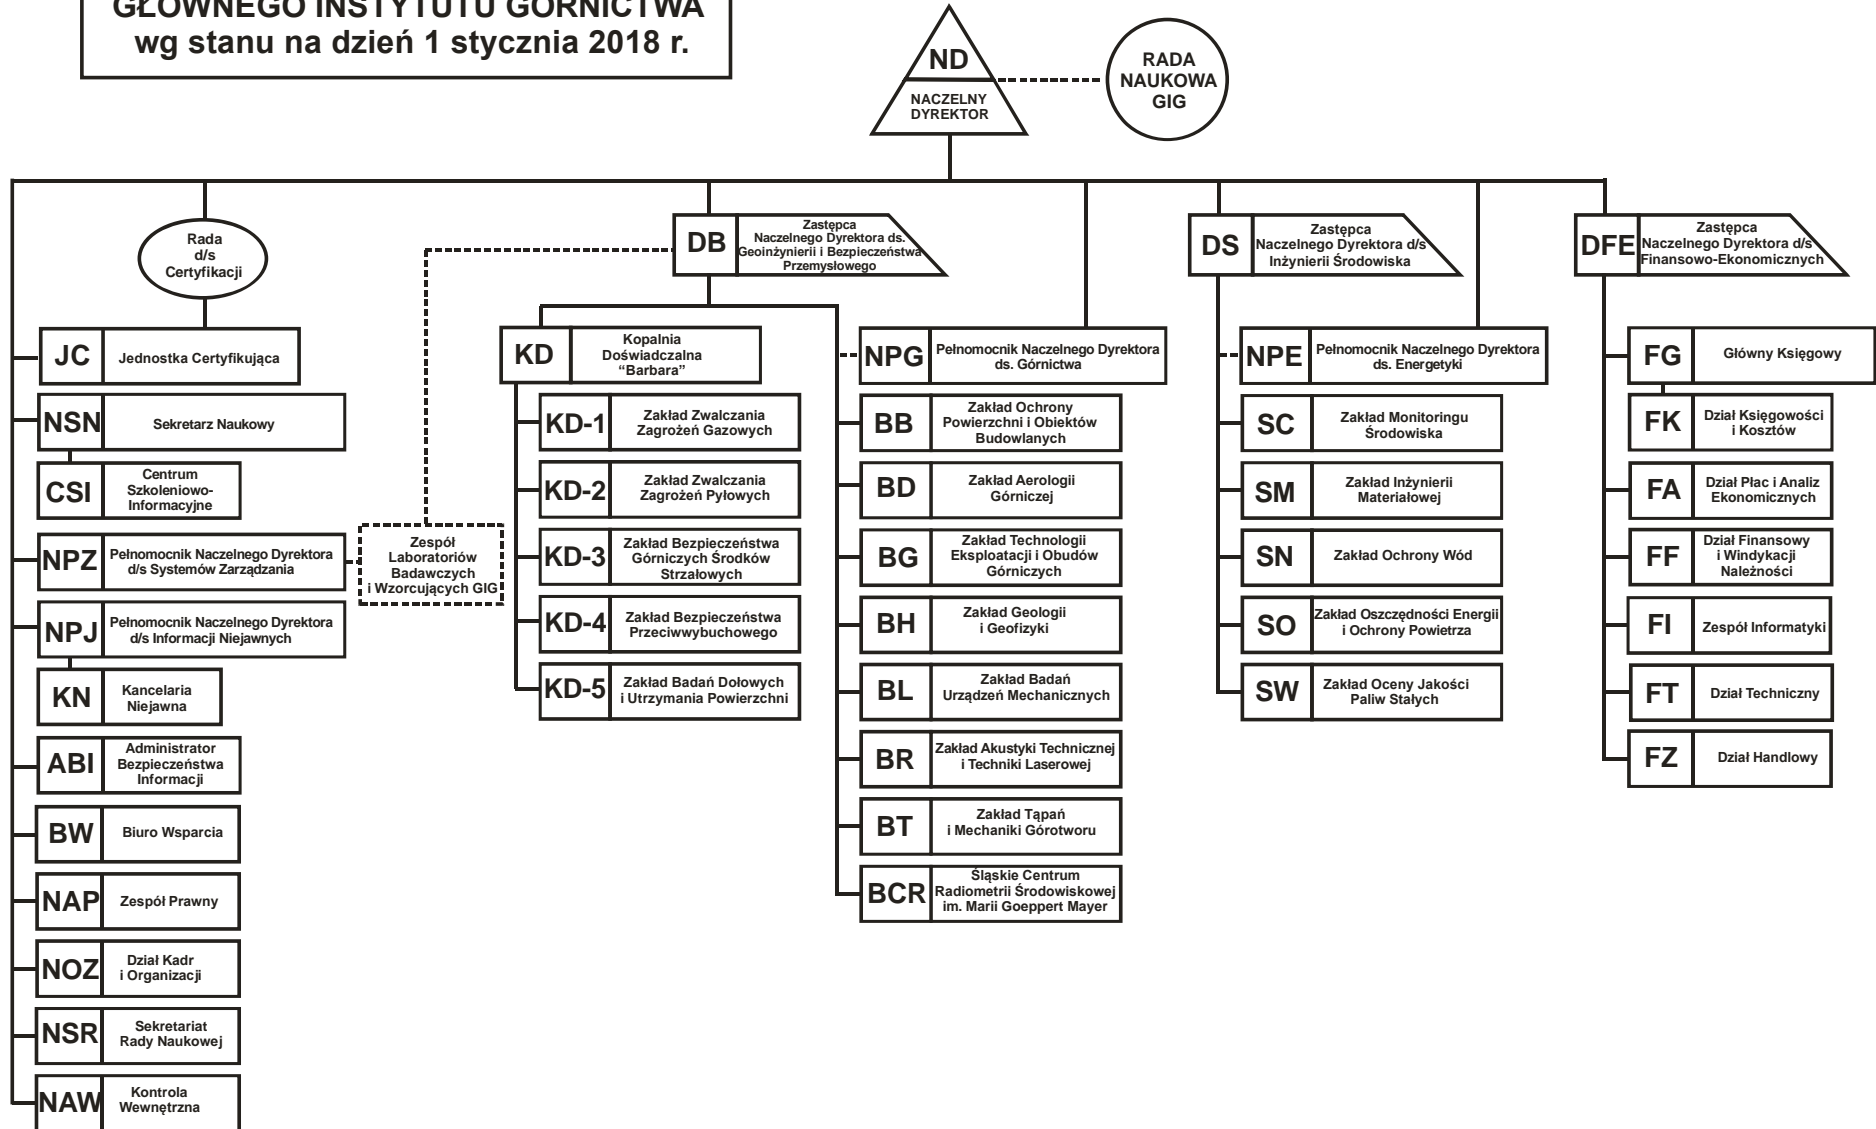 GŁÓWNEGO INSTYTUTU GÓRNICTWA
wg stanu na dzień 1 stycznia 2018 r.
ND
NACZELNY
DYREKTOR
RADA
NAUKOWA
GIG
Rada
d/s
Certyfikacji
JC
Jednostka Certyfikująca
NSN
Sekretarz Naukowy
CSI
Centrum
Szkoleniowo-
Informacyjne
NPZ
Pełnomocnik Naczelnego Dyrektora
d/s Systemów Zarządzania
NPJ
Pełnomocnik Naczelnego Dyrektora
d/s Informacji Niejawnych
KN
Kancelaria
Niejawna
ABI
Administrator
Bezpieczeństwa
Informacji
BW
Biuro Wsparcia
NAP
Zespół Prawny
NOZ
Dział Kadr
i Organizacji
NSR
Sekretariat
Rady Naukowej
NAW
Kontrola
Wewnętrzna
Zespół
Laboratoriów
Badawczych
i Wzorcujących GIG
DB
Zastępca
Naczelnego Dyrektora ds.
Geoinżynierii i Bezpieczeństwa
Przemysłowego
KD
Kopalnia
Doświadczalna
“Barbara”
KD-1
Zakład Zwalczania
Zagrożeń Gazowych
KD-2
Zakład Zwalczania
Zagrożeń Pyłowych
KD-3
Zakład Bezpieczeństwa
Górniczych Środków
Strzałowych
KD-4
Zakład Bezpieczeństwa
Przeciwwybuchowego
KD-5
Zakład Badań Dołowych
i Utrzymania Powierzchni
NPG
Pełnomocnik Naczelnego Dyrektora
ds. Górnictwa
BB
Zakład Ochrony
Powierzchni i Obiektów
Budowlanych
BD
Zakład Aerologii
Górniczej
BG
Zakład Technologii
Eksploatacji i Obudów
Górniczych
BH
Zakład Geologii
i Geofizyki
BL
Zakład Badań
Urządzeń Mechanicznych
BR
Zakład Akustyki Technicznej
i Techniki Laserowej
BT
Zakład Tąpań
i Mechaniki Górotworu
BCR
Śląskie Centrum
Radiometrii Środowiskowej
im. Marii Goeppert Mayer
DS
Zastępca
Naczelnego Dyrektora d/s
Inżynierii Środowiska
NPE
Pełnomocnik Naczelnego Dyrektora
ds. Energetyki
SC
Zakład Monitoringu
Środowiska
SM
Zakład Inżynierii
Materiałowej
SN
Zakład Ochrony Wód
SO
Zakład Oszczędności Energii
i Ochrony Powietrza
SW
Zakład Oceny Jakości
Paliw Stałych
DFE
Zastępca
Naczelnego Dyrektora d/s
Finansowo-Ekonomicznych
FG
Główny Księgowy
FK
Dział Księgowości
i Kosztów
FA
Dział Płac i Analiz
Ekonomicznych
FF
Dział Finansowy
i Windykacji
Należności
FI
Zespół Informatyki
FT
Dział Techniczny
FZ
Dział Handlowy